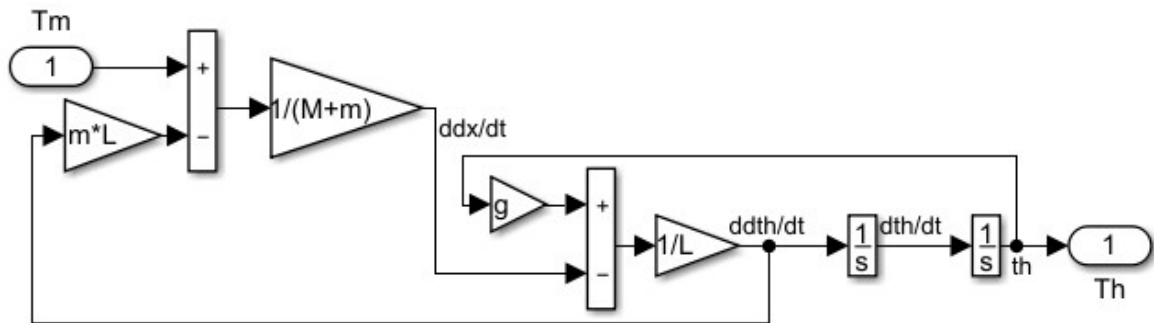 Tm
1
+
1/(M+m)
m*L
−
ddx/dt
g
+
ddth/dt
dth/dt
1/L
1
s
1
s
1
−
th
Th